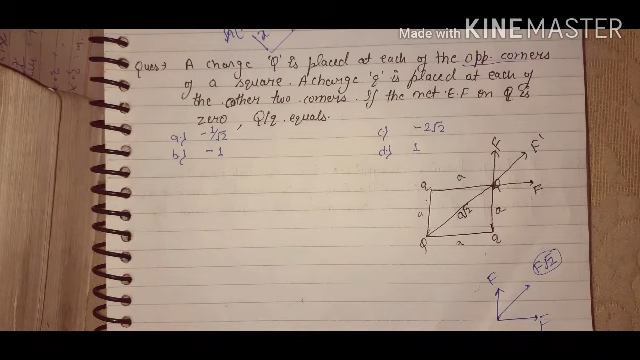 Made with KINEMASTER
Ques:→ A charge 'Q' is placed at each of the opp. corners
of a square. A charge 'q' is placed at each of
the other two corners. If the net E.F on Q is
zero, Q/q equals.
a) -1/√2
c) -2√2
b) -1
d) 1
F
F'
q
a
Q
F
a
a√2
a
Q
a
q
F√2
F
F